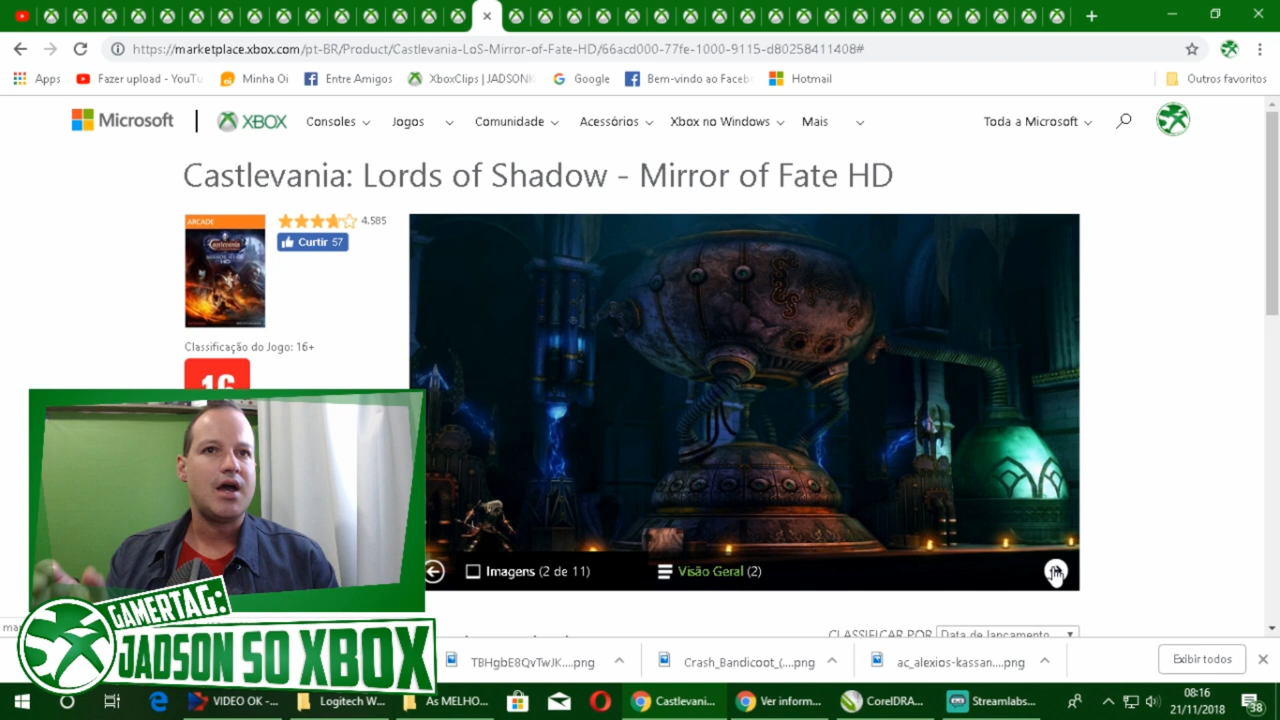 https://marketplace.xbox.com/pt-BR/Product/Castlevania-LoS-Mirror-of-Fate-HD/66acd000-77fe-1000-9115-d80258411408#
Apps
Fazer upload - YouTu
Minha Oi
Entre Amigos
XboxClips | JADSON
Google
Bem-vindo ao Faceb
Hotmail
Outros favoritos
Microsoft
XBOX
Consoles
Jogos
Comunidade
Acessórios
Xbox no Windows
Mais
Toda a Microsoft
Castlevania: Lords of Shadow - Mirror of Fate HD
ARCADE
4.585
Curtir 57
Classificação do Jogo: 16+
16
Imagens (2 de 11)
Visão Geral (2)
CLASSIFICAR POR Data de lançamento
GAMERTAG:
JADSON SO XBOX
TBHgbE8QvTwJK....png
Crash_Bandicoot_(....png
ac_alexios-kassan....png
Exibir todos
VIDEO OK -...
Logitech W...
As MELHO...
Castlevani...
Ver inform...
CorelDRA...
Streamlabs...
08:16
21/11/2018
38